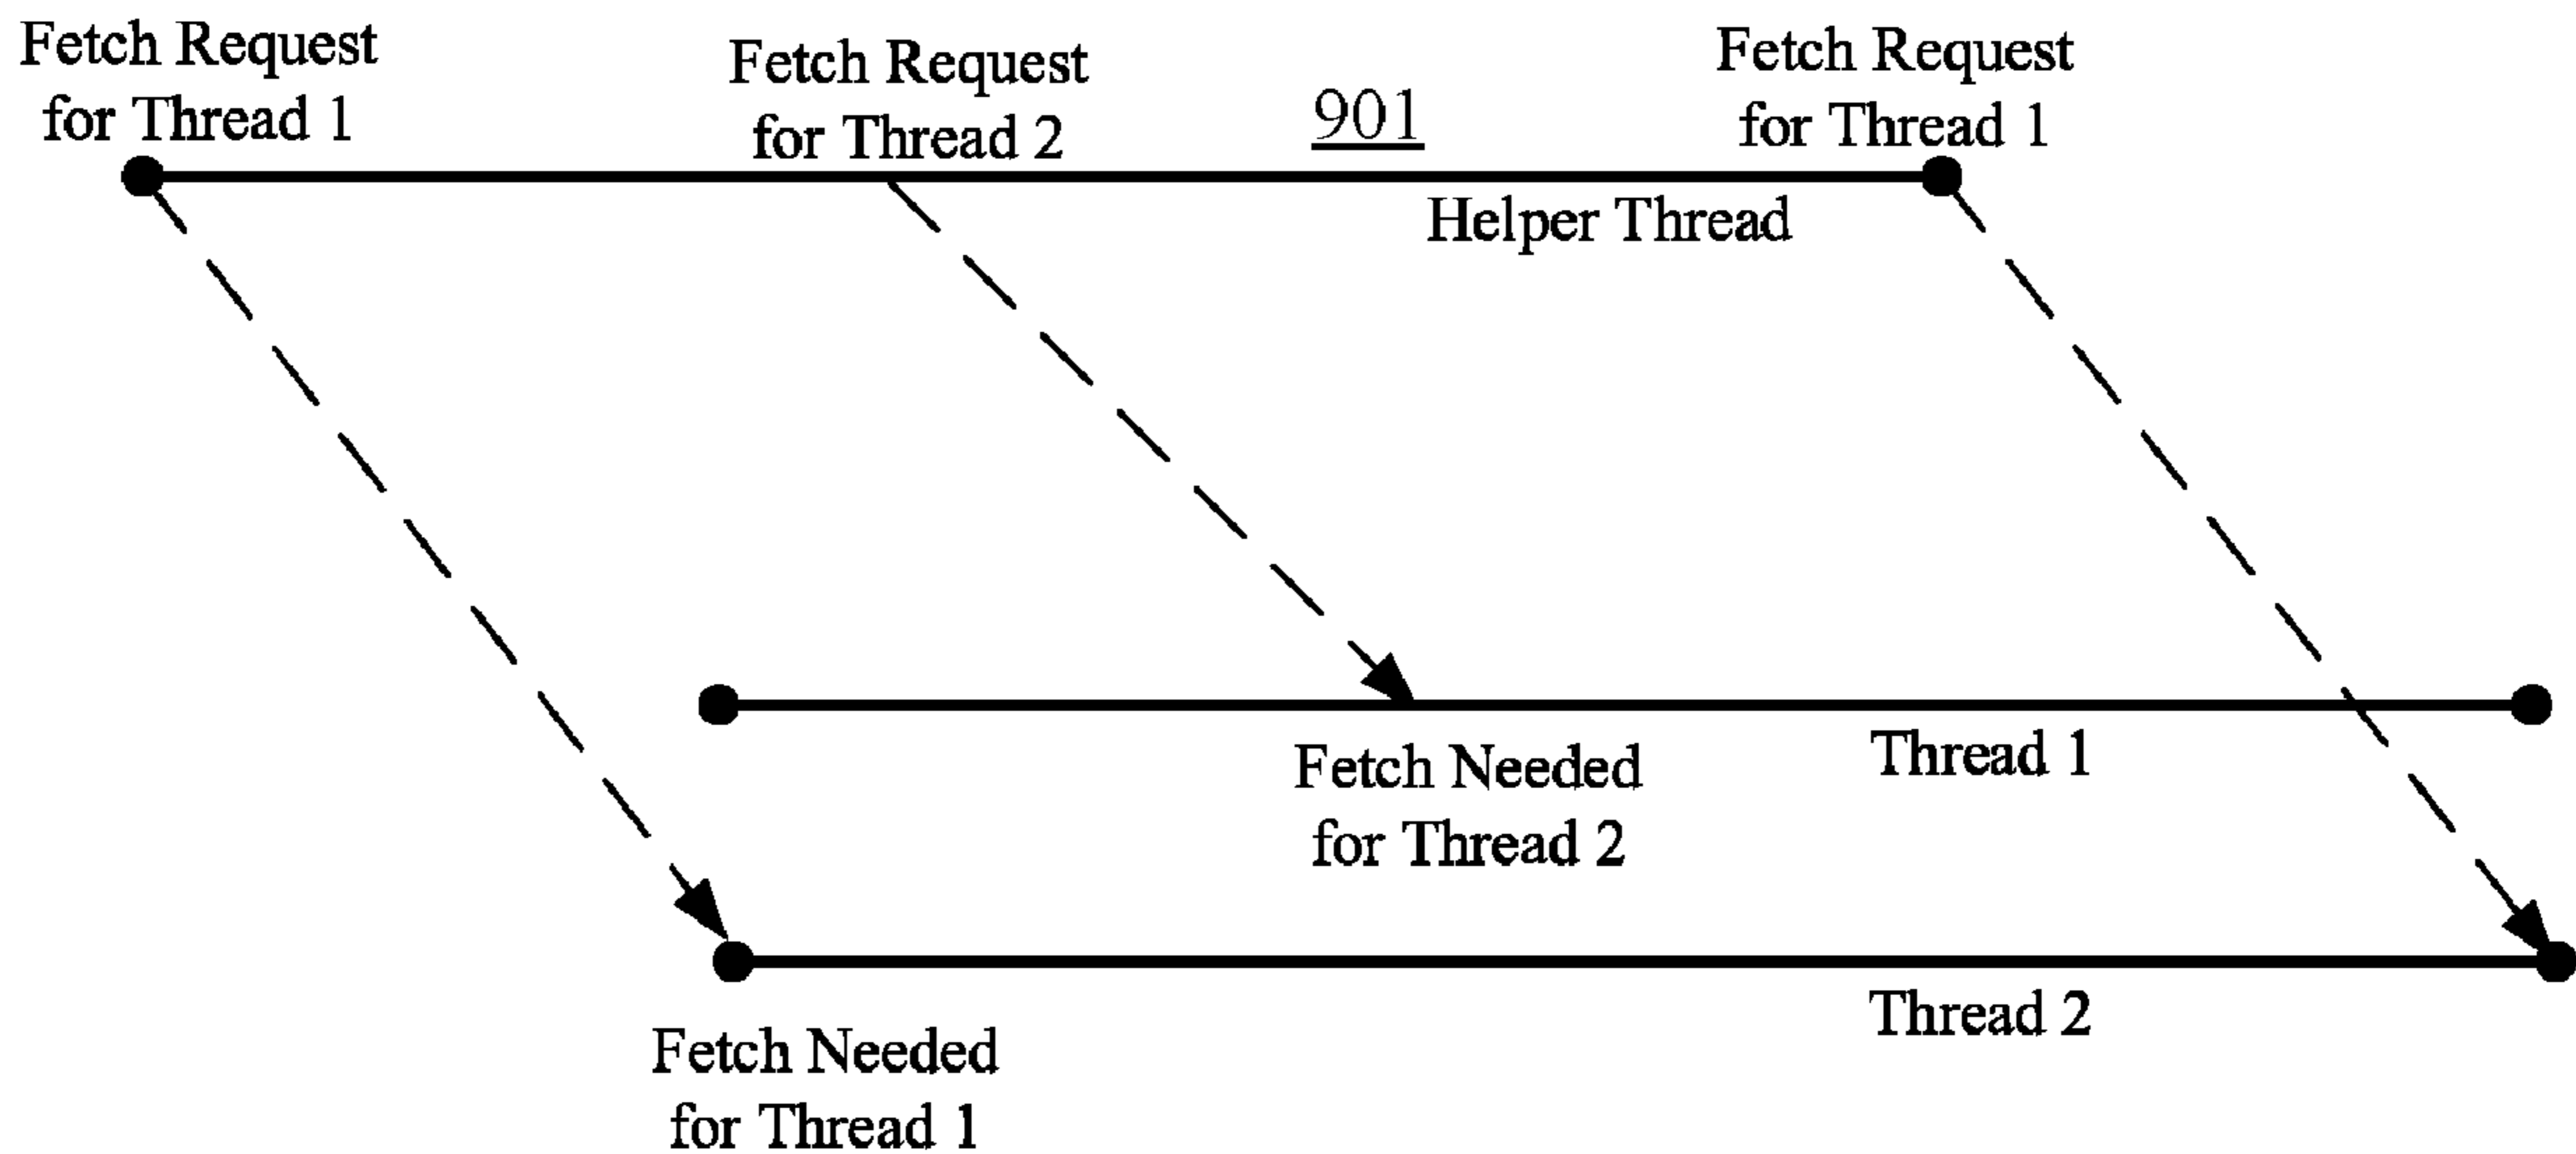 Fetch Request
for Thread 1
Fetch Request
for Thread 2
901
Fetch Request
for Thread 1
Helper Thread
Thread 1
Fetch Needed
for Thread 2
Thread 2
Fetch Needed
for Thread 1